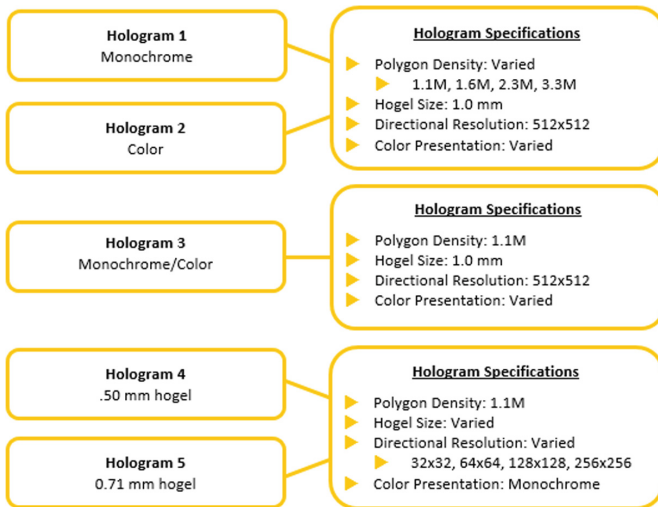 Hologram 1
Monochrome
Hologram 2
Color
Hologram Specifications
Polygon Density: Varied
1.1M, 1.6M, 2.3M, 3.3M
Hogel Size: 1.0 mm
Directional Resolution: 512x512
Color Presentation: Varied
Hologram 3
Monochrome/Color
Hologram Specifications
Polygon Density: 1.1M
Hogel Size: 1.0 mm
Directional Resolution: 512x512
Color Presentation: Varied
Hologram 4
.50 mm hogel
Hologram 5
0.71 mm hogel
Hologram Specifications
Polygon Density: 1.1M
Hogel Size: Varied
Directional Resolution: Varied
32x32, 64x64, 128x128, 256x256
Color Presentation: Monochrome